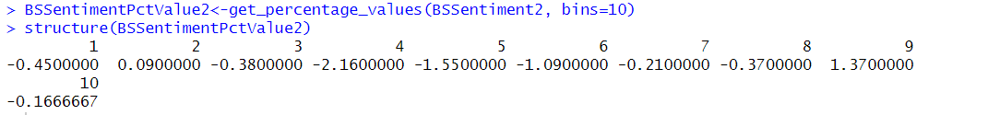 > BSSentimentPctValue2<-get_percentage_values(BSSentiment2, bins=10)
> structure(BSSentimentPctValue2)
1 2 3 4 5 6 7 8 9
-0.4500000 0.0900000 -0.3800000 -2.1600000 -1.5500000 -1.0900000 -0.2100000 -0.3700000 1.3700000
10
-0.1666667